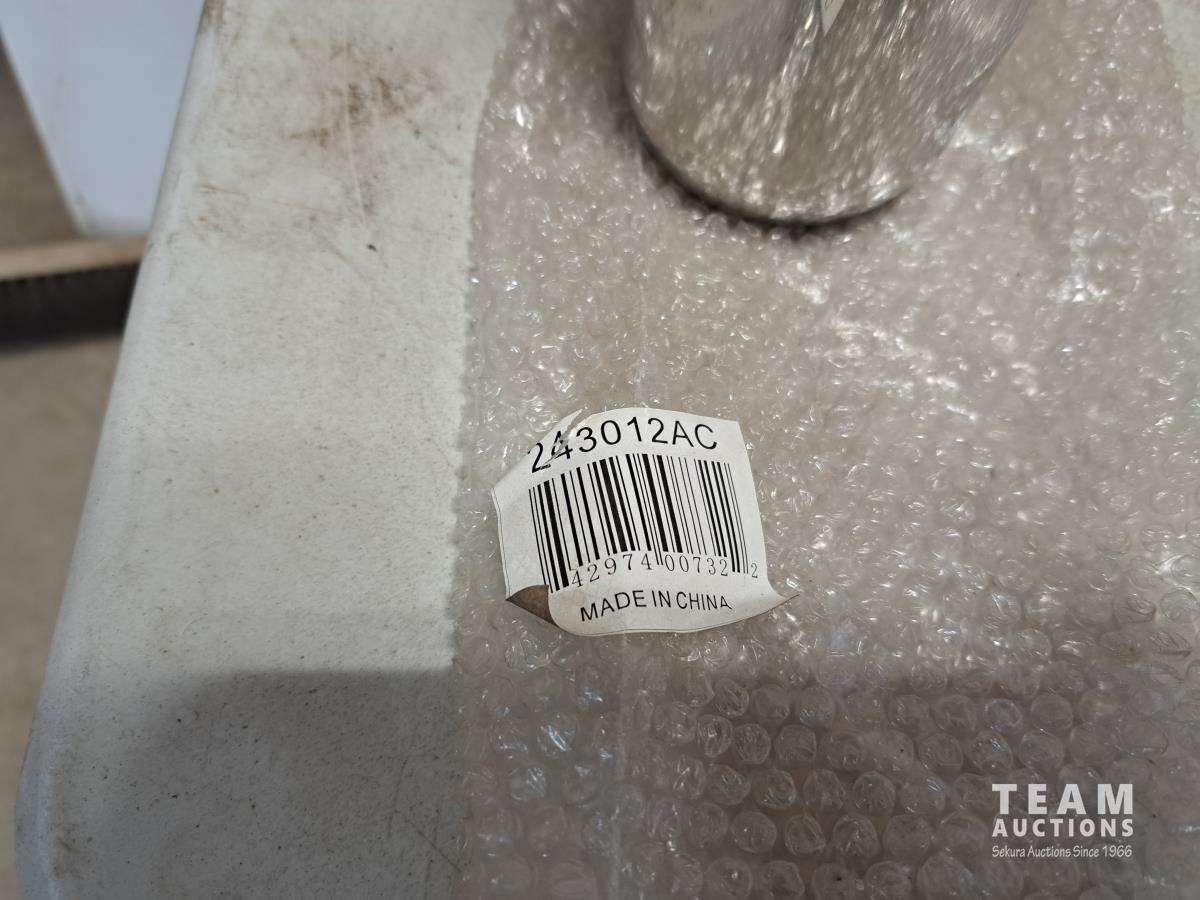 243012AC
42974 00732 2
MADE IN CHINA
TEAM
AUCTIONS
Sekura Auctions Since 1966